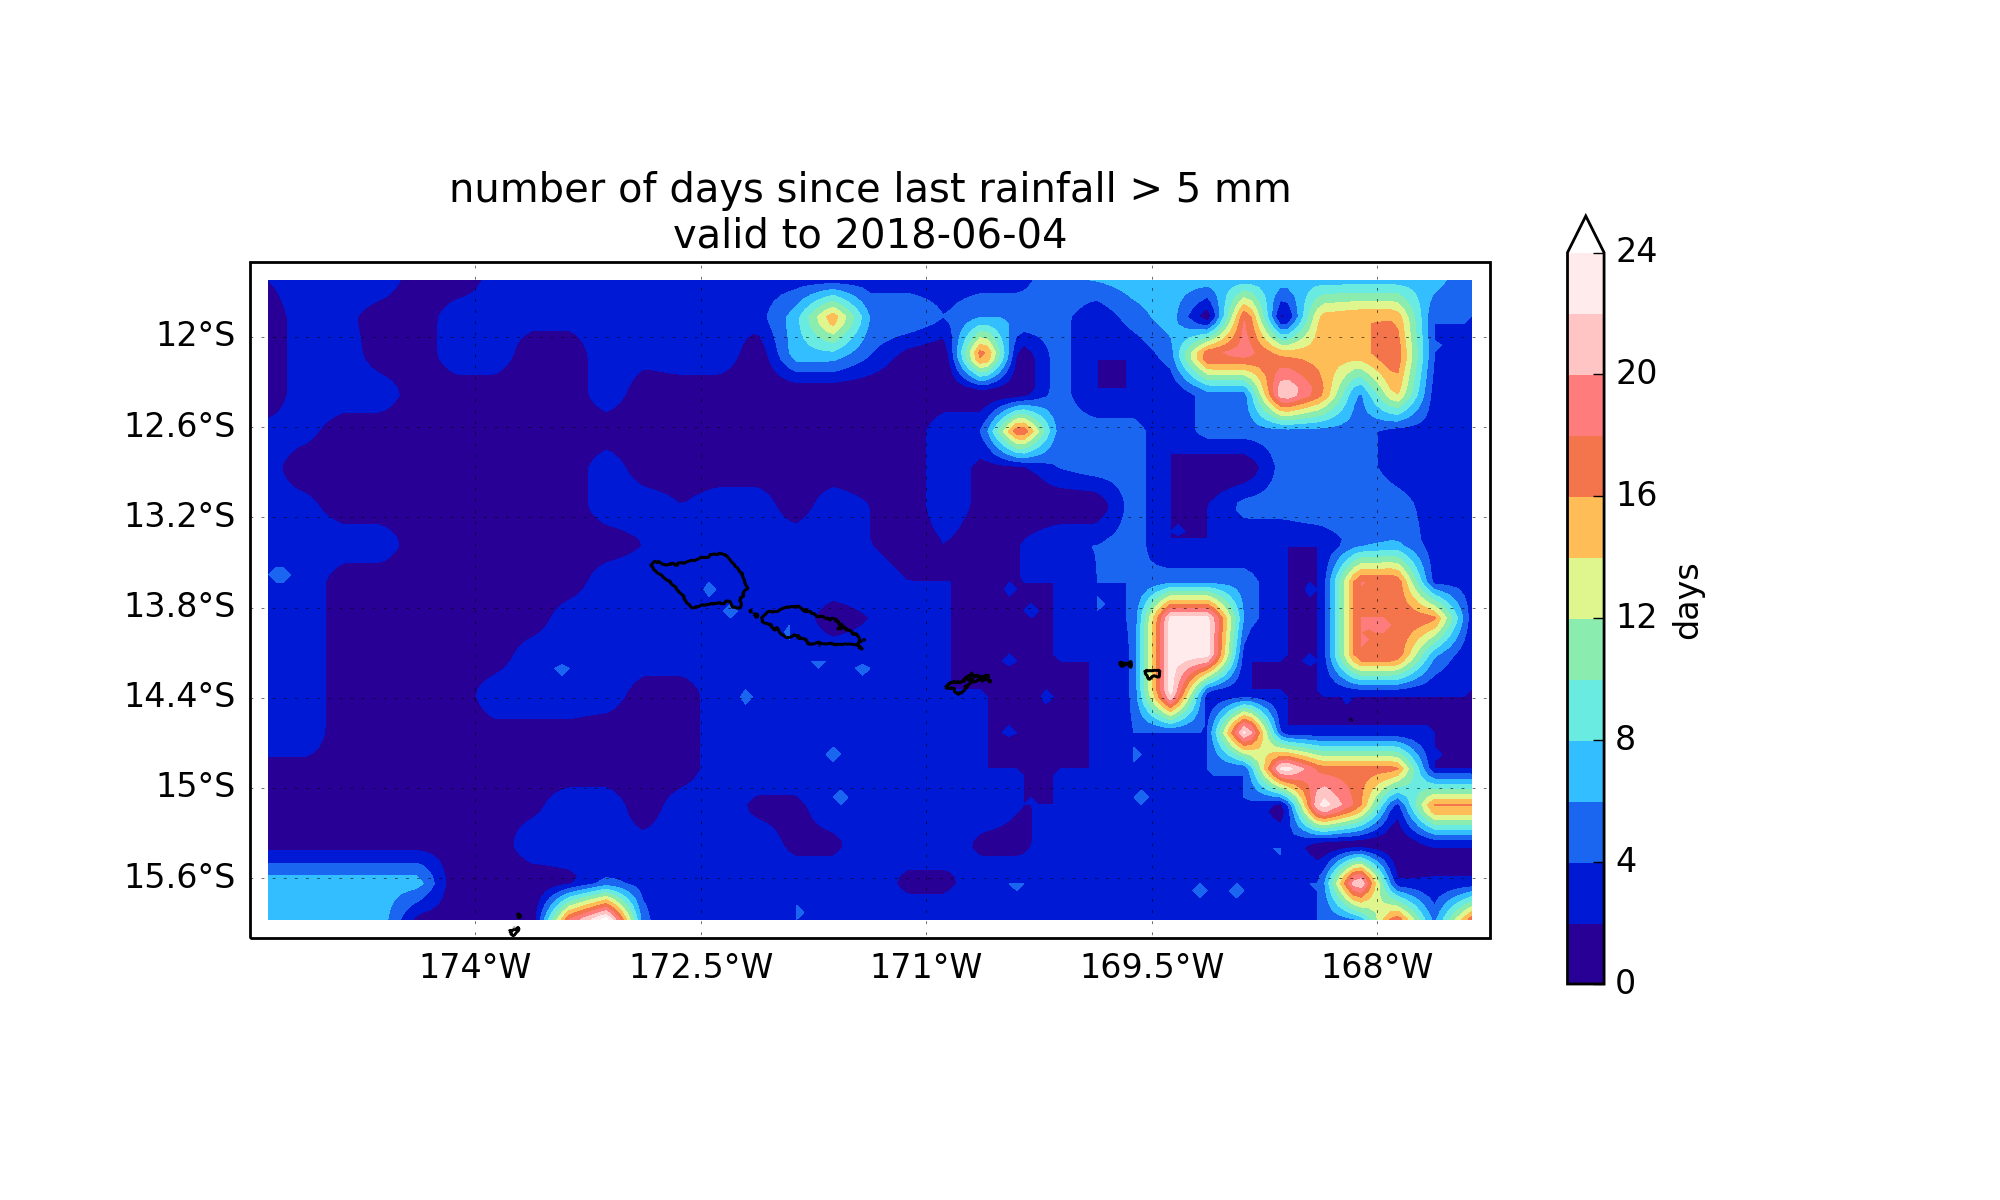 number of days since last rainfall > 5 mm
valid to 2018-06-04
12°S
12.6°S
13.2°S
13.8°S
14.4°S
15°S
15.6°S
174°W 172.5°W 171°W 169.5°W 168°W
24
20
16
12
8
4
0
days